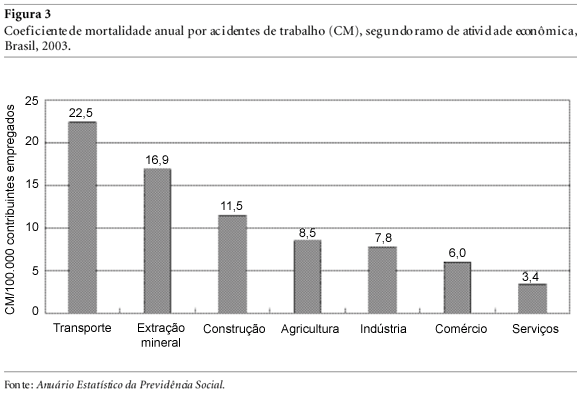 Figura 3
Coeficiente de mortalidade anual por acidentes de trabalho (CM), segundo ramo de atividade econômica,
Brasil, 2003.
CM/100.000 contribuintes empregados
25
20
15
10
5
0
22,5
16,9
11,5
8,5
7,8
6,0
3,4
Transporte
Extração
mineral
Construção
Agricultura
Indústria
Comércio
Serviços
Fonte: Anuário Estatístico da Previdência Social.